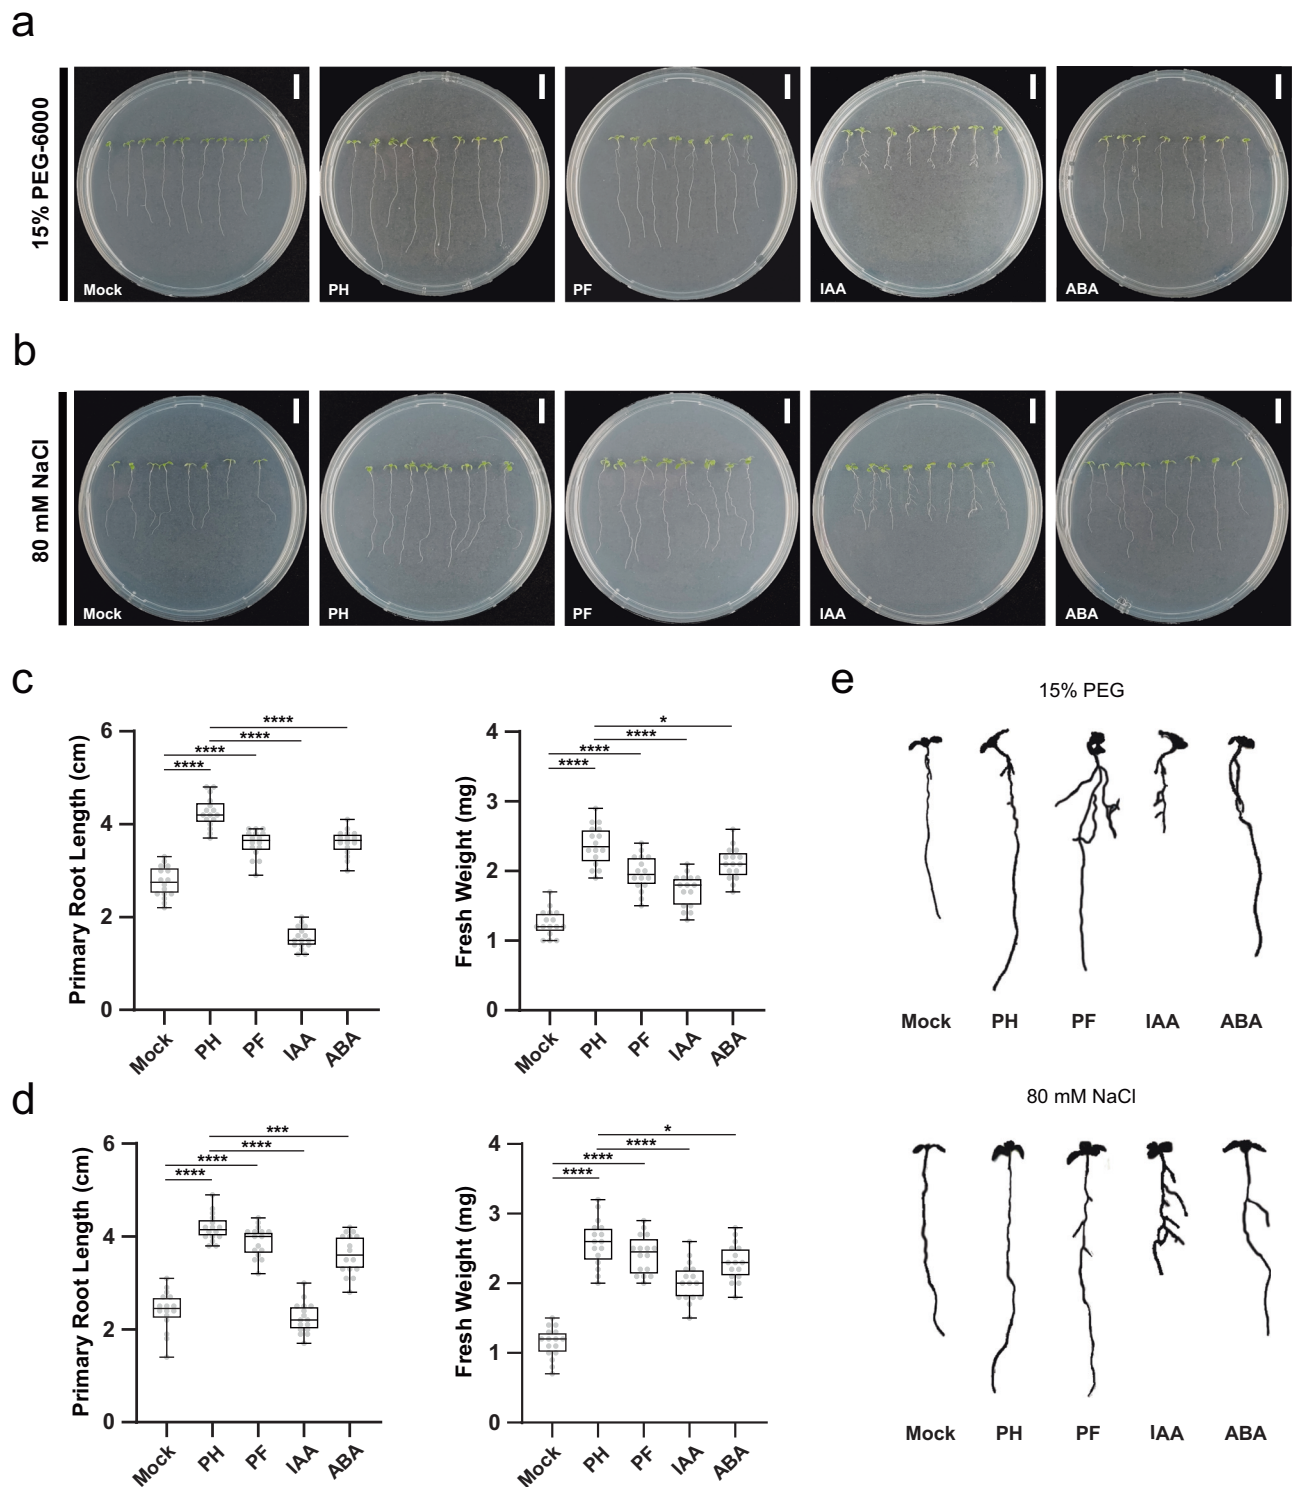 a
15% PEG-6000
Mock
PH
PF
IAA
ABA
b
80 mM NaCl
Mock
PH
PF
IAA
ABA
c
Primary Root Length (cm)
6
4
2
0
****
****
****
****
Mock
PH
PF
IAA
ABA
Fresh Weight (mg)
4
3
2
1
0
*
****
****
****
Mock
PH
PF
IAA
ABA
d
Primary Root Length (cm)
6
4
2
0
***
****
****
****
Mock
PH
PF
IAA
ABA
Fresh Weight (mg)
4
3
2
1
0
*
****
****
****
Mock
PH
PF
IAA
ABA
e
15% PEG
Mock
PH
PF
IAA
ABA
80 mM NaCl
Mock
PH
PF
IAA
ABA